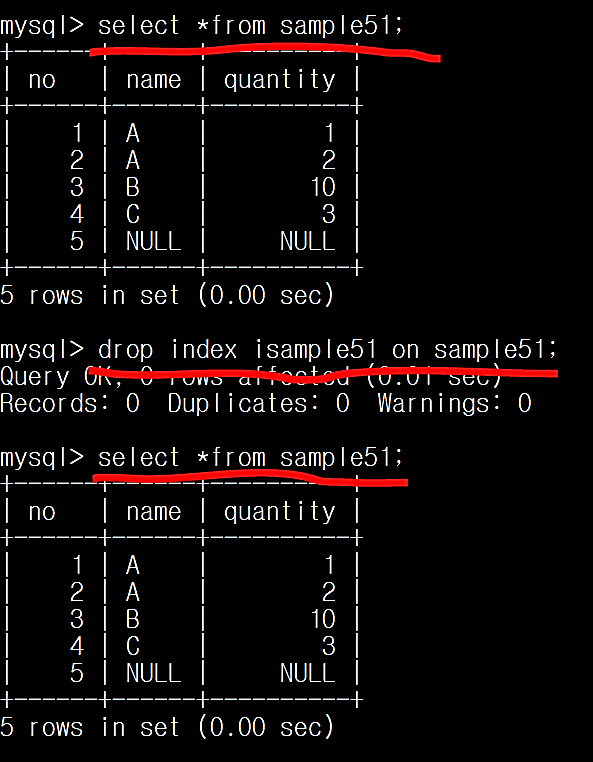 mysql> select *from sample51;
no | name | quantity
1 | A | 1
2 | A | 2
3 | B | 10
4 | C | 3
5 | NULL | NULL
5 rows in set (0.00 sec)
mysql> drop index isample51 on sample51;
Query OK, 0 rows affected (0.01 sec)
Records: 0  Duplicates: 0  Warnings: 0
mysql> select *from sample51;
no | name | quantity
1 | A | 1
2 | A | 2
3 | B | 10
4 | C | 3
5 | NULL | NULL
5 rows in set (0.00 sec)